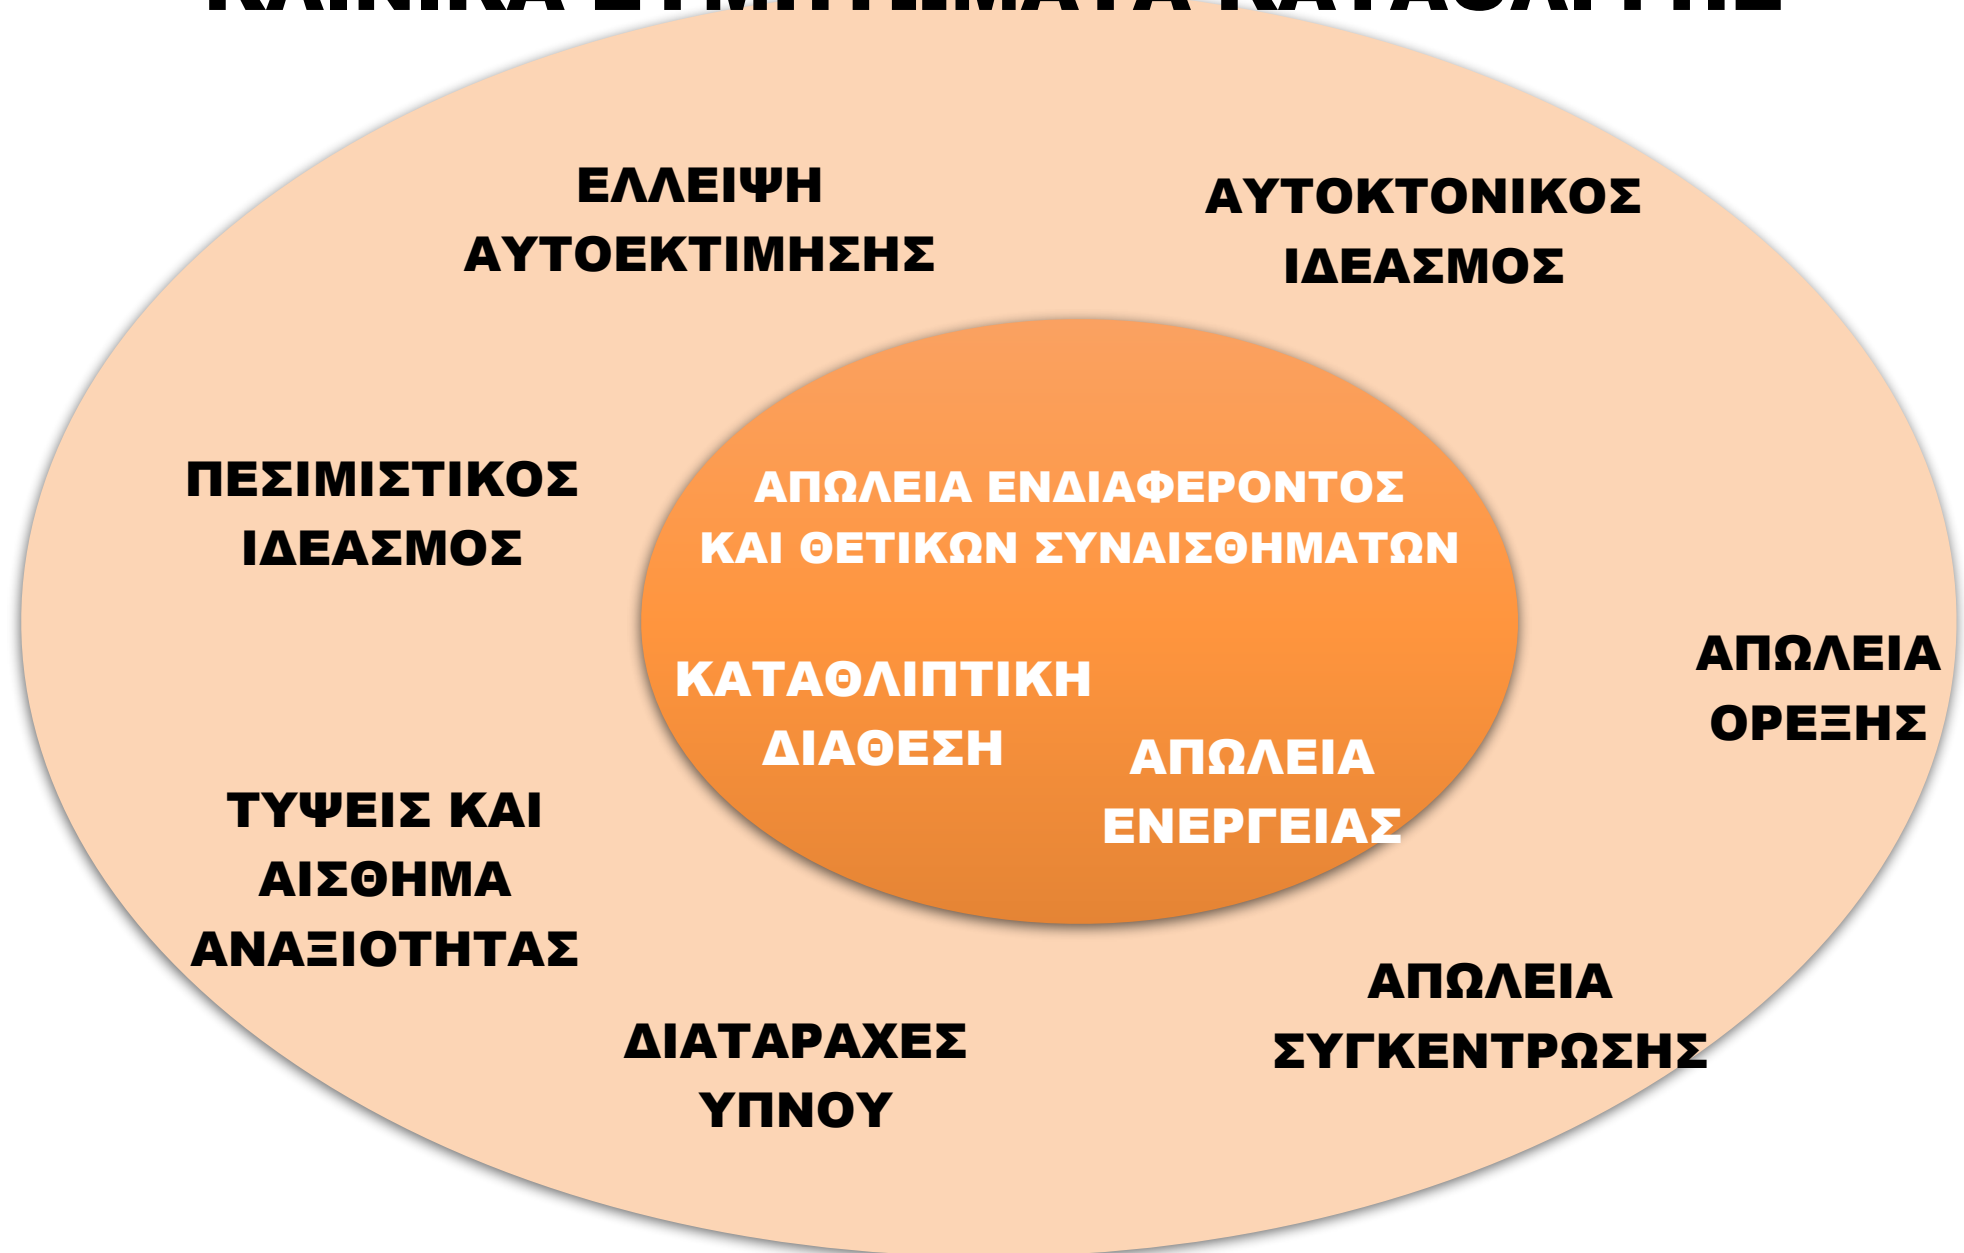 ΕΛΛΕΙΨΗ
ΑΥΤΟΕΚΤΙΜΗΣΗΣ
ΑΥΤΟΚΤΟΝΙΚΟΣ
ΙΔΕΑΣΜΟΣ
ΠΕΣΙΜΙΣΤΙΚΟΣ
ΙΔΕΑΣΜΟΣ
ΑΠΩΛΕΙΑ ΕΝΔΙΑΦΕΡΟΝΤΟΣ
ΚΑΙ ΘΕΤΙΚΩΝ ΣΥΝΑΙΣΘΗΜΑΤΩΝ
ΚΑΤΑΘΛΙΠΤΙΚΗ
ΔΙΑΘΕΣΗ
ΑΠΩΛΕΙΑ
ΕΝΕΡΓΕΙΑΣ
ΑΠΩΛΕΙΑ
ΟΡΕΞΗΣ
ΤΥΨΕΙΣ ΚΑΙ
ΑΙΣΘΗΜΑ
ΑΝΑΞΙΟΤΗΤΑΣ
ΔΙΑΤΑΡΑΧΕΣ
ΥΠΝΟΥ
ΑΠΩΛΕΙΑ
ΣΥΓΚΕΝΤΡΩΣΗΣ